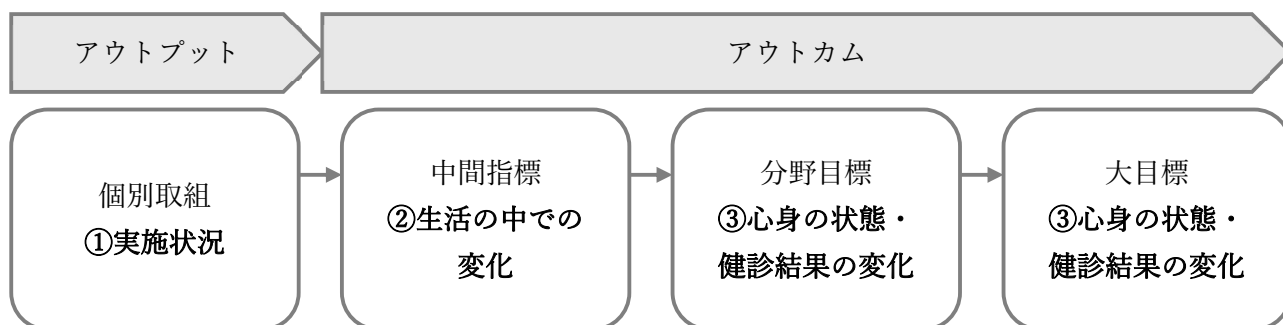 アウトプット
アウトカム
個別取組
①実施状況
中間指標
②生活の中での
変化
分野目標
③心身の状態・
健診結果の変化
大目標
③心身の状態・
健診結果の変化